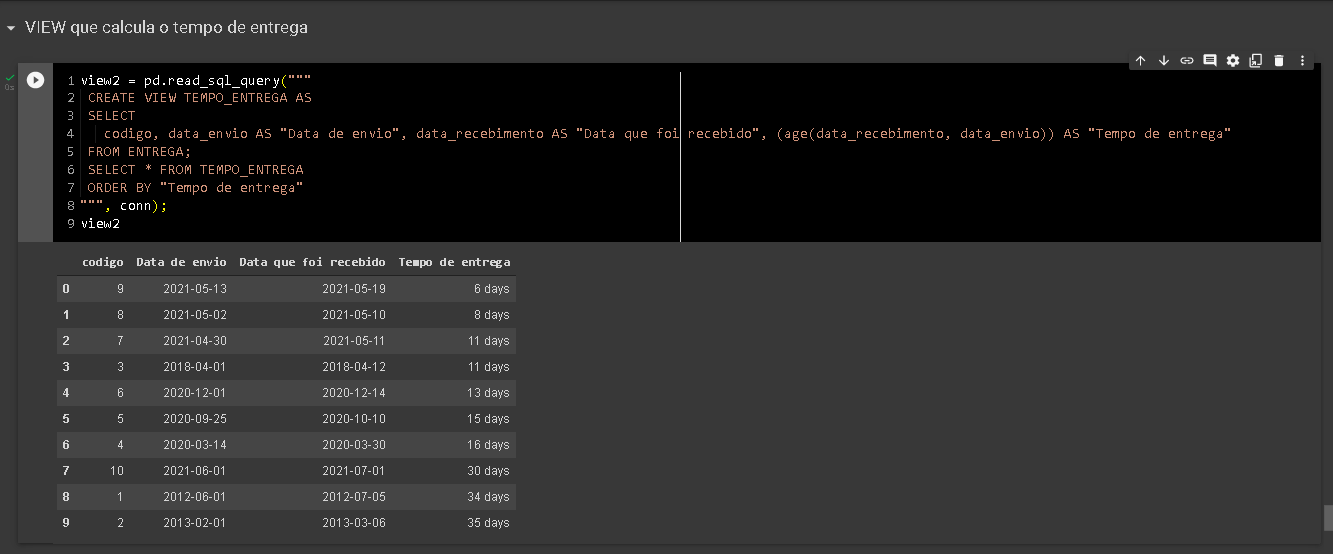 VIEW que calcula o tempo de entrega
0s
1 view2 = pd.read_sql_query("""
2 CREATE VIEW TEMPO_ENTREGA AS
3 SELECT
4 codigo, data_envio AS "Data de envio", data_recebimento AS "Data que foi recebido", (age(data_recebimento, data_envio)) AS "Tempo de entrega"
5 FROM ENTREGA;
6 SELECT * FROM TEMPO_ENTREGA
7 ORDER BY "Tempo de entrega"
8 """, conn);
9 view2
codigo Data de envio Data que foi recebido Tempo de entrega
0 9 2021-05-13 2021-05-19 6 days
1 8 2021-05-02 2021-05-10 8 days
2 7 2021-04-30 2021-05-11 11 days
3 3 2018-04-01 2018-04-12 11 days
4 6 2020-12-01 2020-12-14 13 days
5 5 2020-09-25 2020-10-10 15 days
6 4 2020-03-14 2020-03-30 16 days
7 10 2021-06-01 2021-07-01 30 days
8 1 2012-06-01 2012-07-05 34 days
9 2 2013-02-01 2013-03-06 35 days